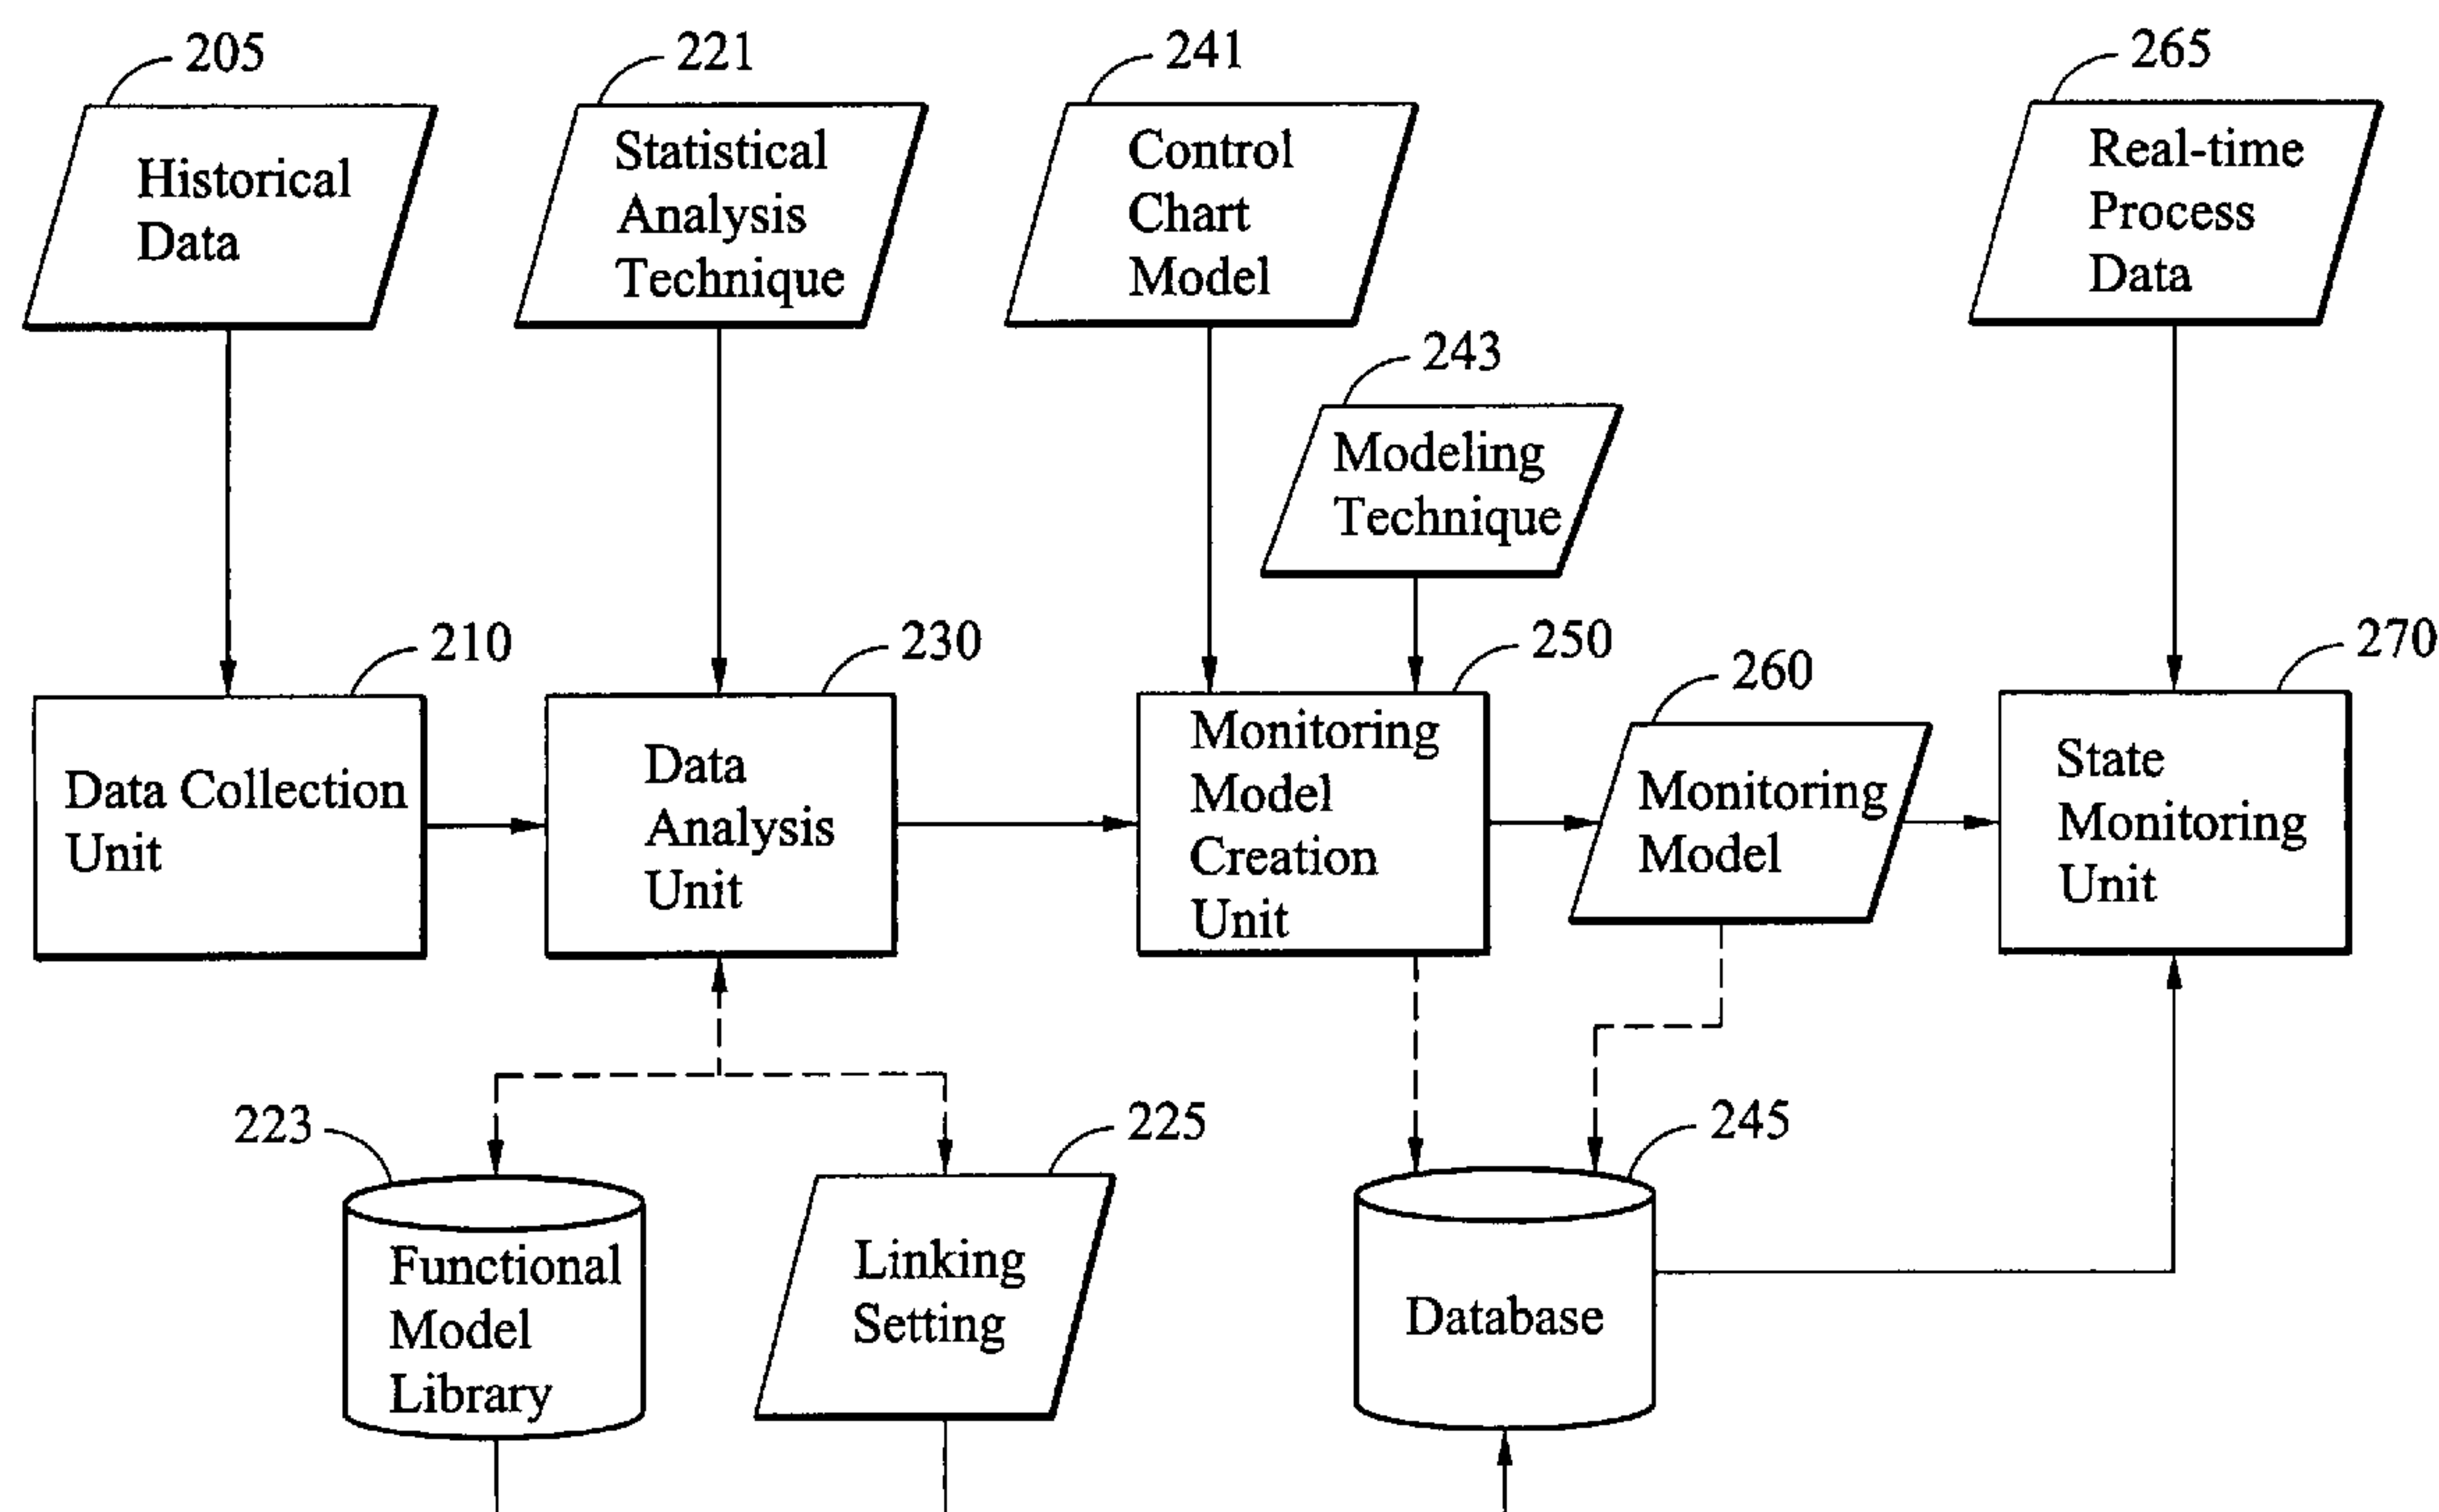 205
221
241
265
Historical
Data
Statistical
Analysis
Technique
Control
Chart
Model
Real-time
Process
Data
243
Modeling
Technique
210
230
250
260
270
Data Collection
Unit
Data
Analysis
Unit
Monitoring
Model
Creation
Unit
Monitoring
Model
State
Monitoring
Unit
223
225
245
Functional
Model
Library
Linking
Setting
Database